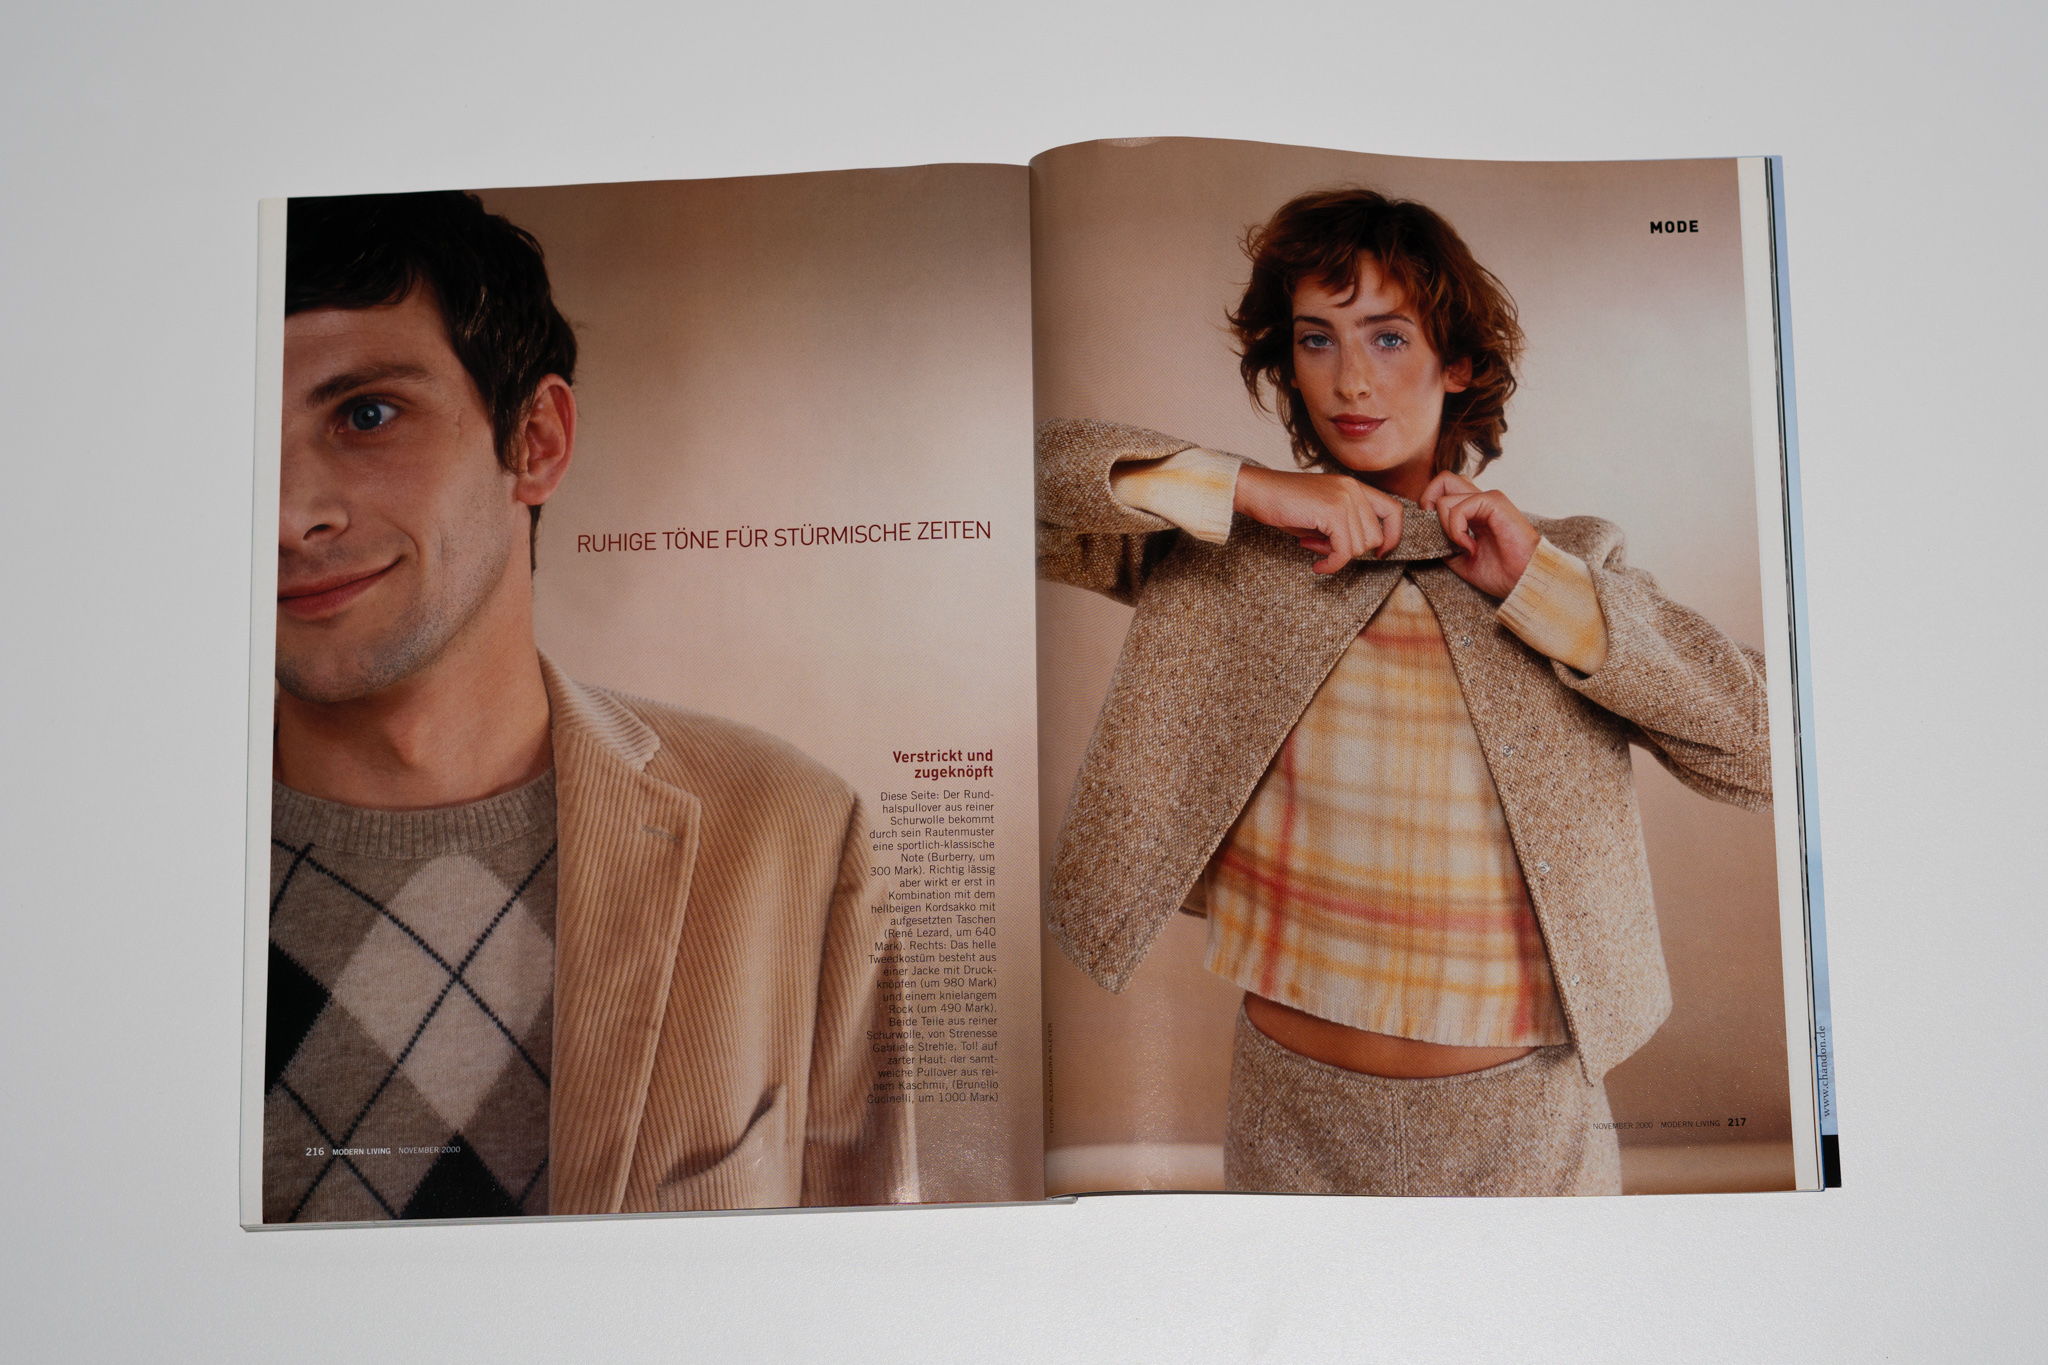 RUHIGE TÖNE FÜR STÜRMISCHE ZEITEN
Verstrickt und
zugeknöpft
Diese Seite: Der Rund-
halspullover aus reiner
Schurwolle bekommt
durch sein Rautenmuster
eine sportlich-klassische
Note (Burberry, um
300 Mark). Richtig lässig
aber wirkt er erst in
Kombination mit dem
hellbeigen Kordsakko mit
aufgesetzten Taschen
(René Lezard, um 640
Mark). Rechts: Das helle
Tweedkostüm besteht aus
einer Jacke mit Druck-
knöpfen (um 980 Mark)
und einem knielangem
Rock (um 490 Mark).
Beide Teile aus reiner
Schurwolle, von Strenesse
Gabriele Strehle. Toll auf
zarter Haut: der samt-
weiche Pullover aus rei-
nem Kaschmir, (Brunello
Cucinelli, um 1000 Mark)
216 MODERN LIVING NOVEMBER 2000
MODE
FOTOS: ALEXANDRA KLEVER
NOVEMBER 2000 MODERN LIVING 217
www.chandon.de